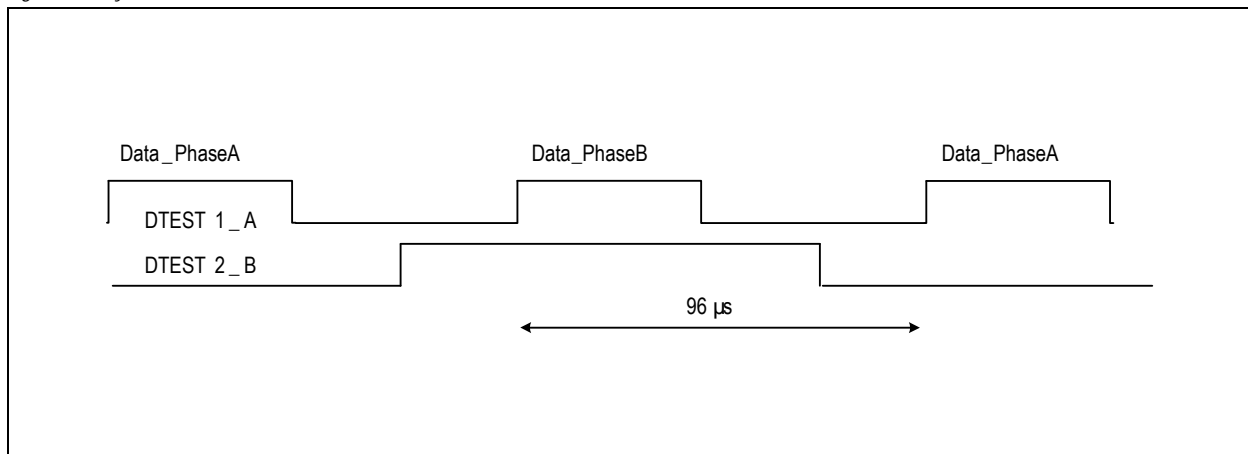 Data_PhaseA Data_PhaseB Data_PhaseA
DTEST 1_A
DTEST 2_B
96 µs